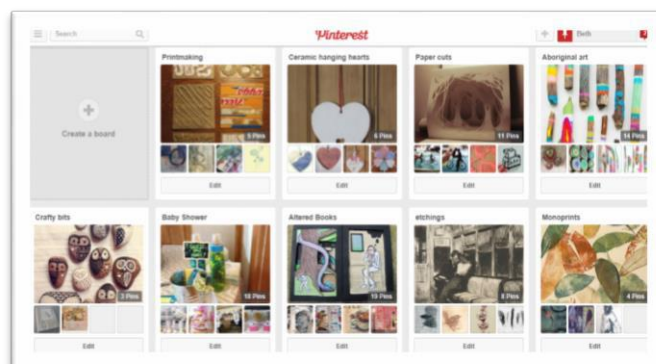 Search
Pinterest
Beth
Create a board
Printmaking
5 Pins
Edit
Ceramic hanging hearts
6 Pins
Edit
Paper cuts
11 Pins
Edit
Aboriginal art
14 Pins
Edit
Crafty bits
3 Pins
Edit
Baby Shower
18 Pins
Edit
Altered Books
19 Pins
Edit
etchings
8 Pins
Edit
Monoprints
4 Pins
Edit